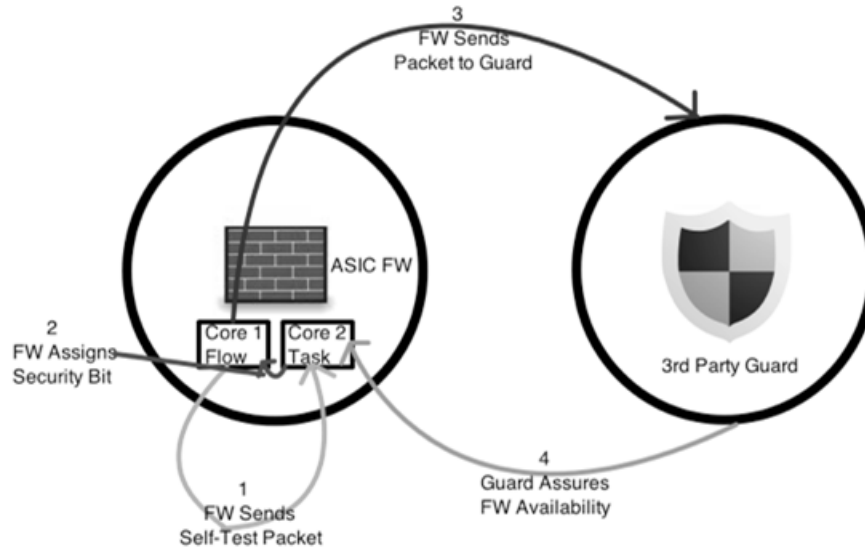 3
FW Sends
Packet to Guard
ASIC FW
Core 1
Flow
Core 2
Task
2
FW Assigns
Security Bit
3rd Party Guard
1
FW Sends
Self-Test Packet
4
Guard Assures
FW Availability